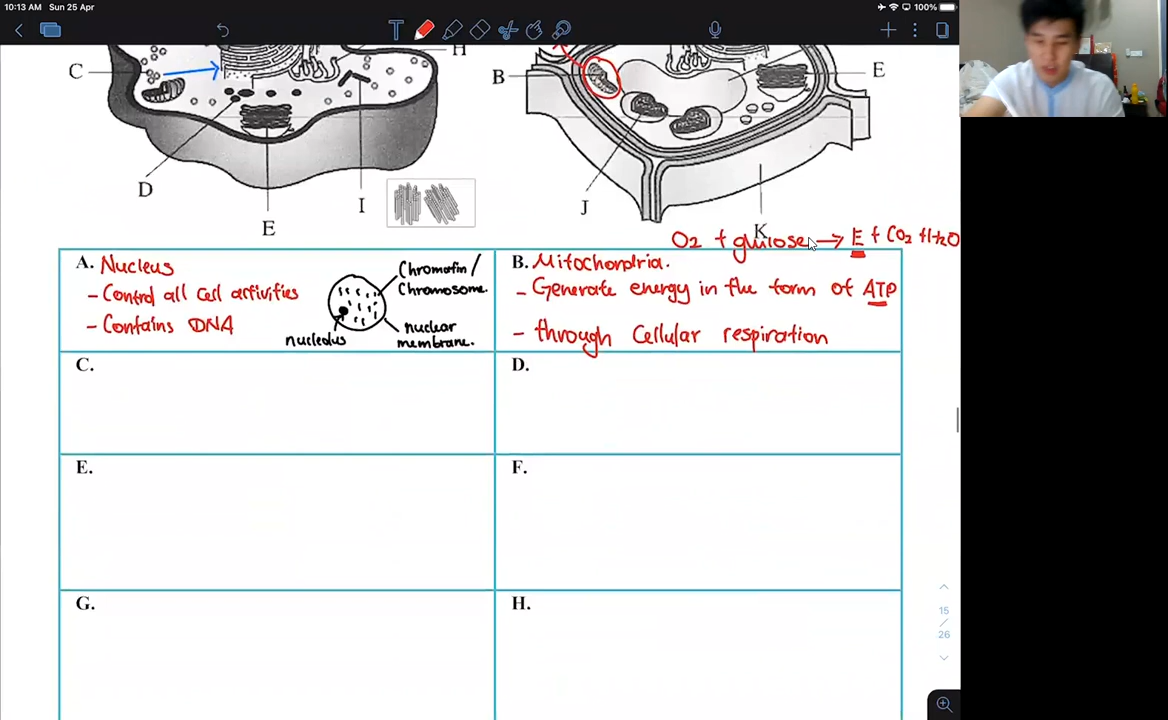 10:13 AM Sun 25 Apr
100%
T
C
H
D
E
I
B
E
J
K
O2 + glucose → E + CO2 + H2O
A. Nucleus
- Control all cell activities
- Contains DNA
Chromatin/
Chromosome.
nucleolus
nuclear
membrane.
B. Mitochondria.
- Generate energy in the form of ATP
- through Cellular respiration
C.
D.
E.
F.
G.
H.
15
/
26